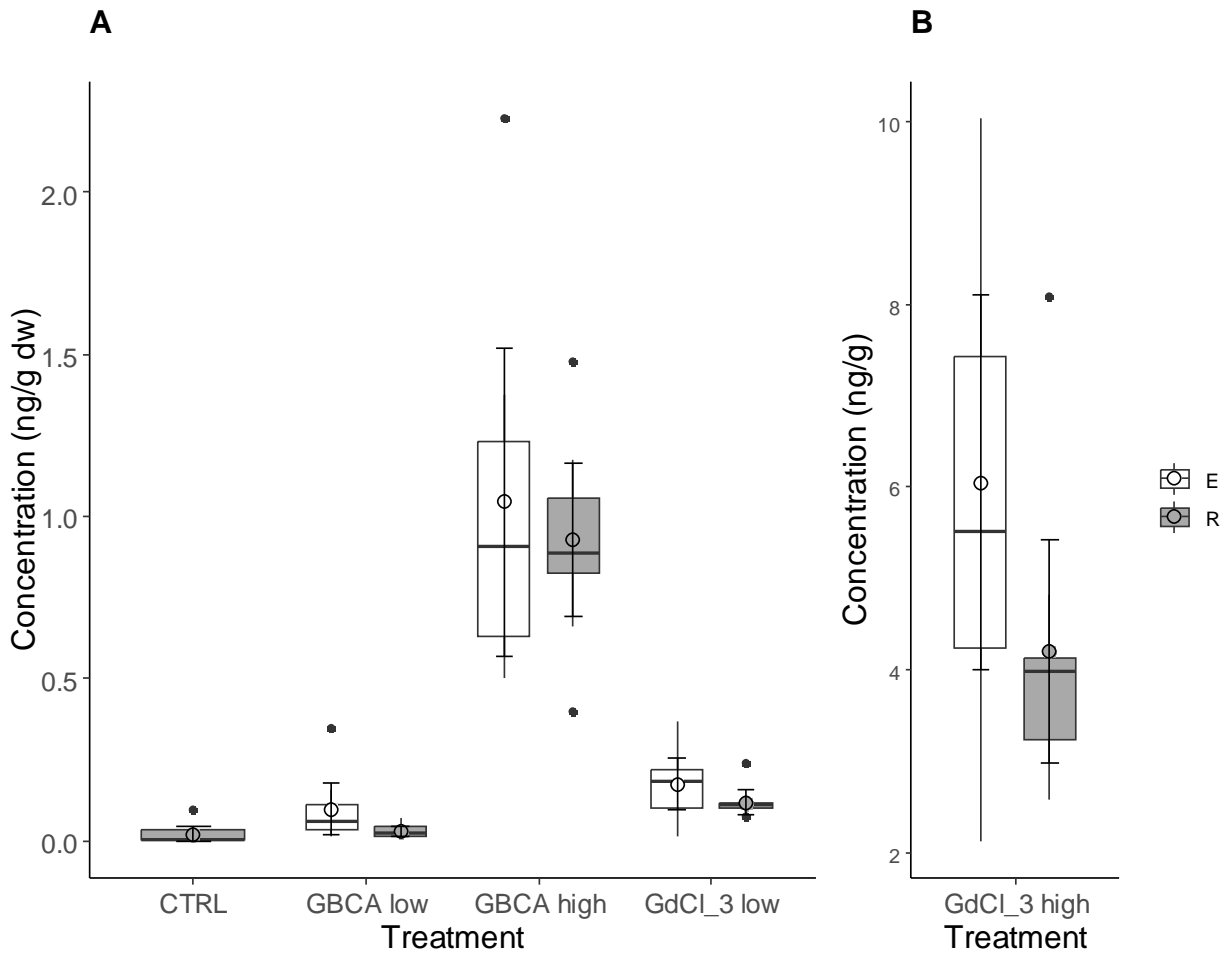 A
Concentration (ng/g dw)
2.0
1.5
1.0
0.5
0.0
CTRL
GBCA low
GBCA high
GdCl_3 low
Treatment
B
Concentration (ng/g)
10
8
6
4
2
GdCl_3 high
Treatment
E
R